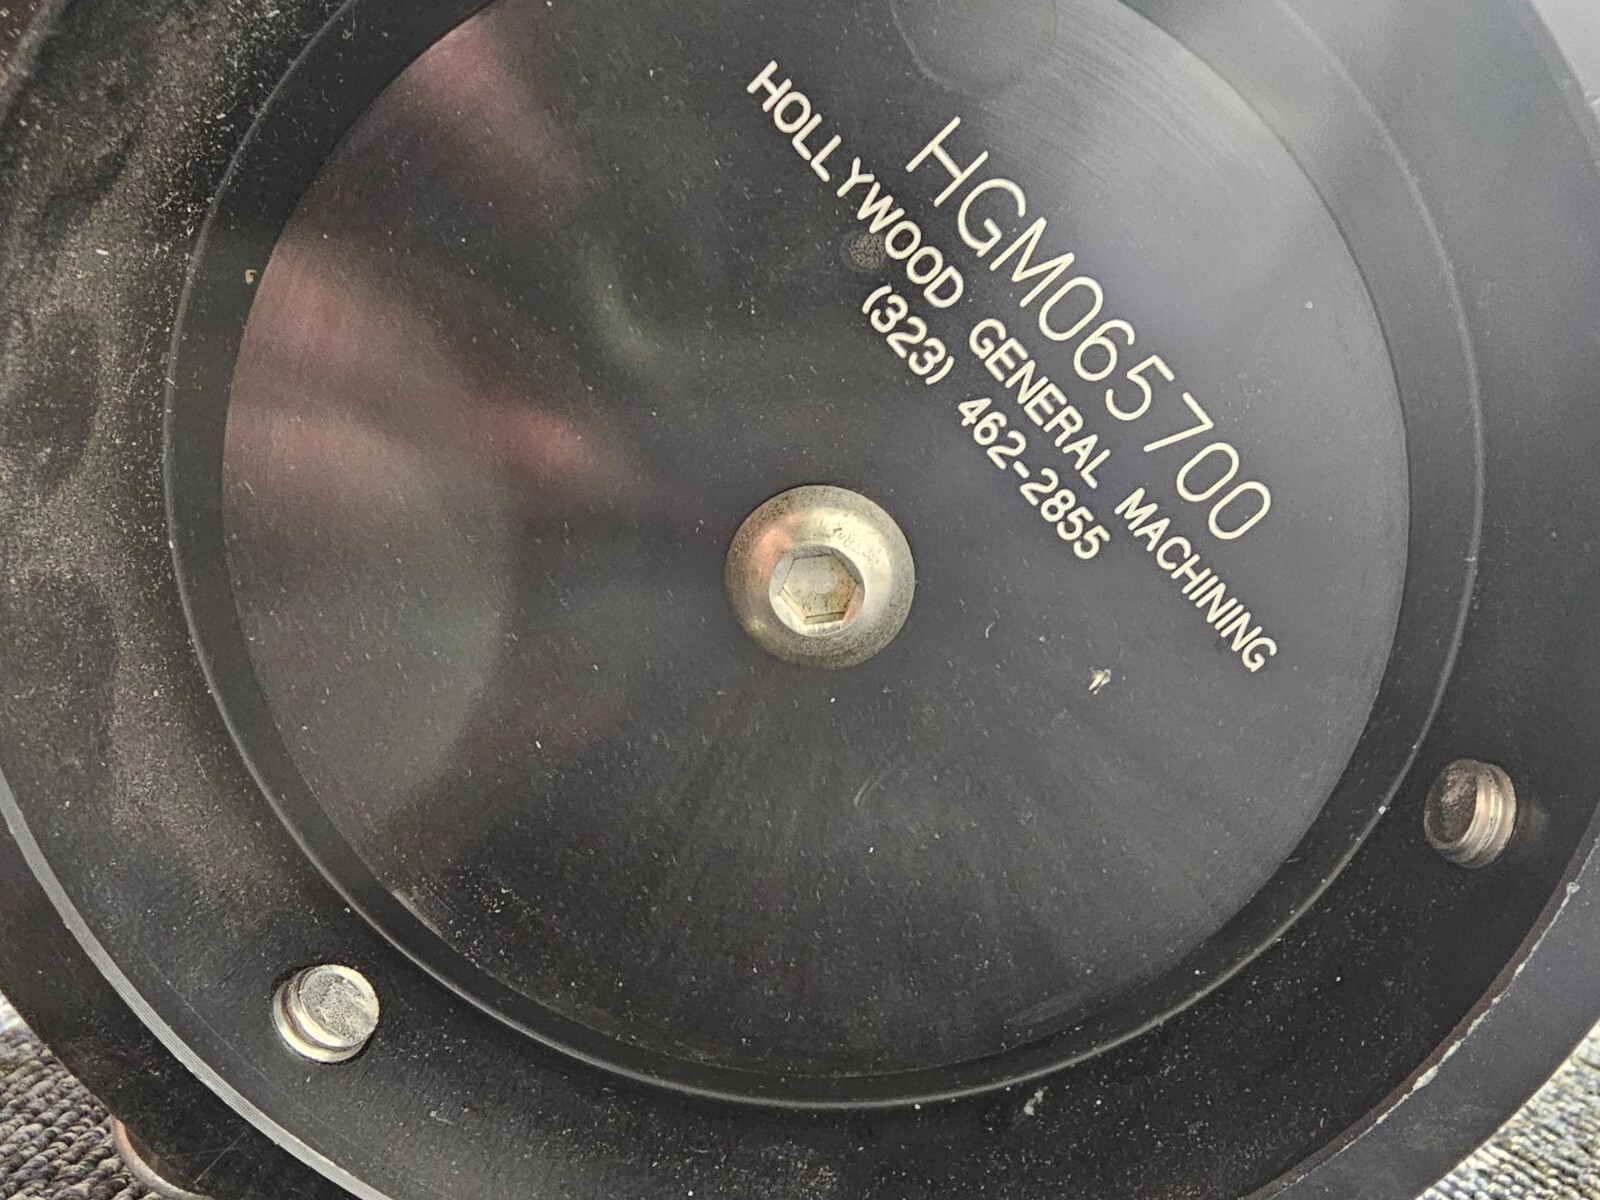 HGM065700
HOLLYWOOD GENERAL MACHINING
(323) 462-2855